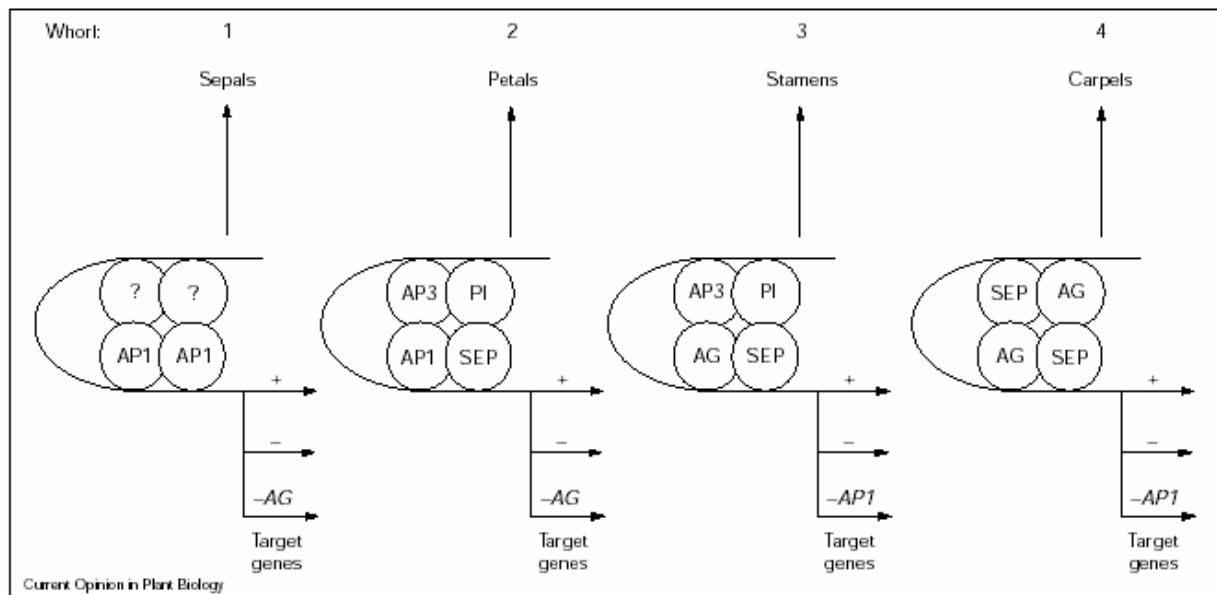 Whorl: 1 2 3 4
Sepals Petals Stamens Carpels
? ? AP3 PI AP3 PI SEP AG
AP1 AP1 AP1 SEP AG SEP AG SEP
+ + + +
– – – –
–AG –AG –AP1 –AP1
Target Target Target Target
genes genes genes genes
Current Opinion in Plant Biology